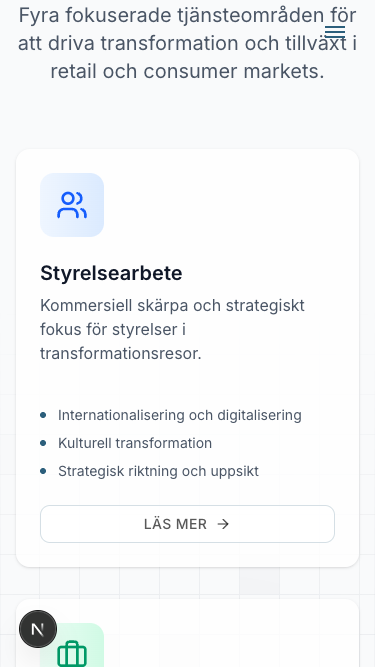 Fyra fokuserade tjänsteområden för
att driva transformation och tillväxt i
retail och consumer markets.
Styrelsearbete
Kommersiell skärpa och strategiskt
fokus för styrelser i
transformationsresor.
Internationalisering och digitalisering
Kulturell transformation
Strategisk riktning och uppsikt
LÄS MER
N